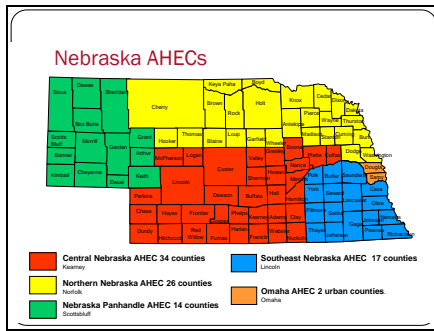 Nebraska AHECs
Sioux Dawes Sheridan Cherry Keya Paha Boyd
Brown Rock Holt Knox Cedar Dixon Dakota
Box Butte Pierce Wayne Thurston
Antelope
Scotts Bluff Morrill Garden Grant Hooker Thomas Blaine Loup Garfield Wheeler Madison Stanton Cuming Burt
Banner Arthur McPherson Logan Custer Valley Greeley Boone Platte Colfax Dodge Washington
Kimball Cheyenne Deuel Keith Lincoln Sherman Howard Nance Polk Butler Saunders Douglas Sarpy
Perkins Dawson Buffalo Hall Hamilton York Seward Lancaster Cass
Chase Hayes Frontier Phelps Kearney Adams Clay Fillmore Saline Otoe
Dundy Hitchcock Red Willow Furnas Harlan Franklin Webster Nuckolls Thayer Jefferson Gage Johnson Nemaha Pawnee Richardson
Central Nebraska AHEC 34 counties
Kearney
Northern Nebraska AHEC 26 counties
Norfolk
Nebraska Panhandle AHEC 14 counties
Scottsbluff
Southeast Nebraska AHEC 17 counties
Lincoln
Omaha AHEC 2 urban counties
Omaha